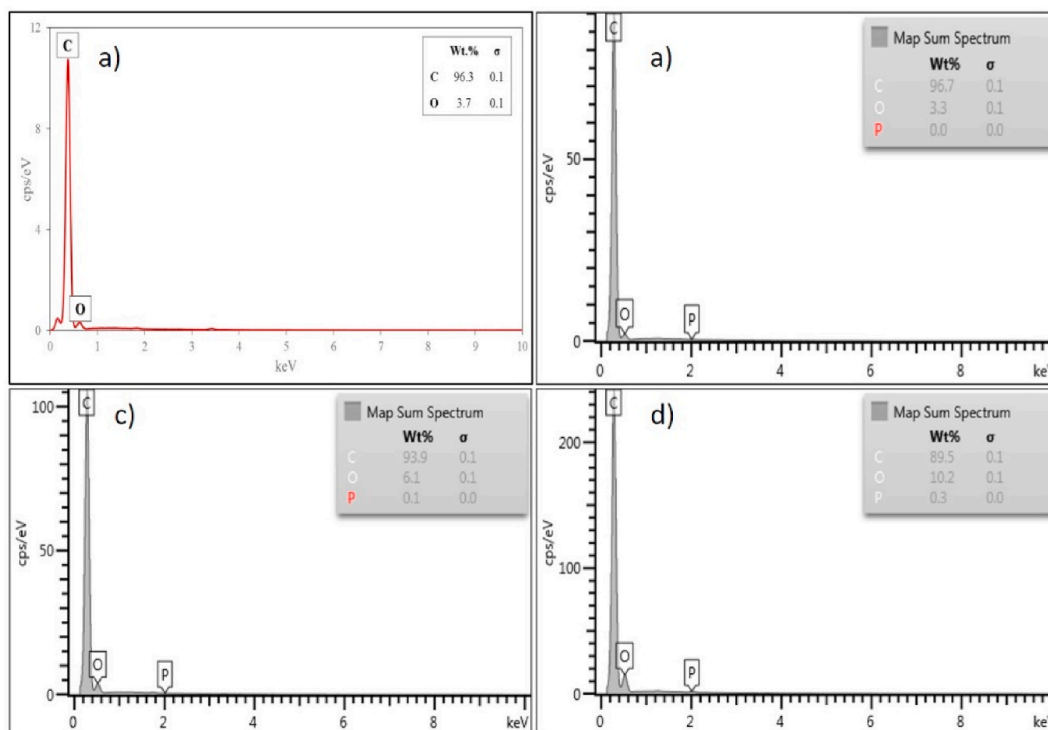 a)
C
O
Wt.% σ
C 96.3 0.1
O 3.7 0.1
12
8
4
0
cps/eV
0 1 2 3 4 5 6 7 8 9 10
keV
a)
C
O
P
Map Sum Spectrum
Wt% σ
C 96.7 0.1
O 3.3 0.1
P 0.0 0.0
50
0
cps/eV
0 2 4 6 8 keV
c)
C
O
P
Map Sum Spectrum
Wt% σ
C 93.9 0.1
O 6.1 0.1
P 0.1 0.0
100
50
0
cps/eV
0 2 4 6 8 keV
d)
C
O
P
Map Sum Spectrum
Wt% σ
C 89.5 0.1
O 10.2 0.1
P 0.3 0.0
200
100
0
cps/eV
0 2 4 6 8 keV